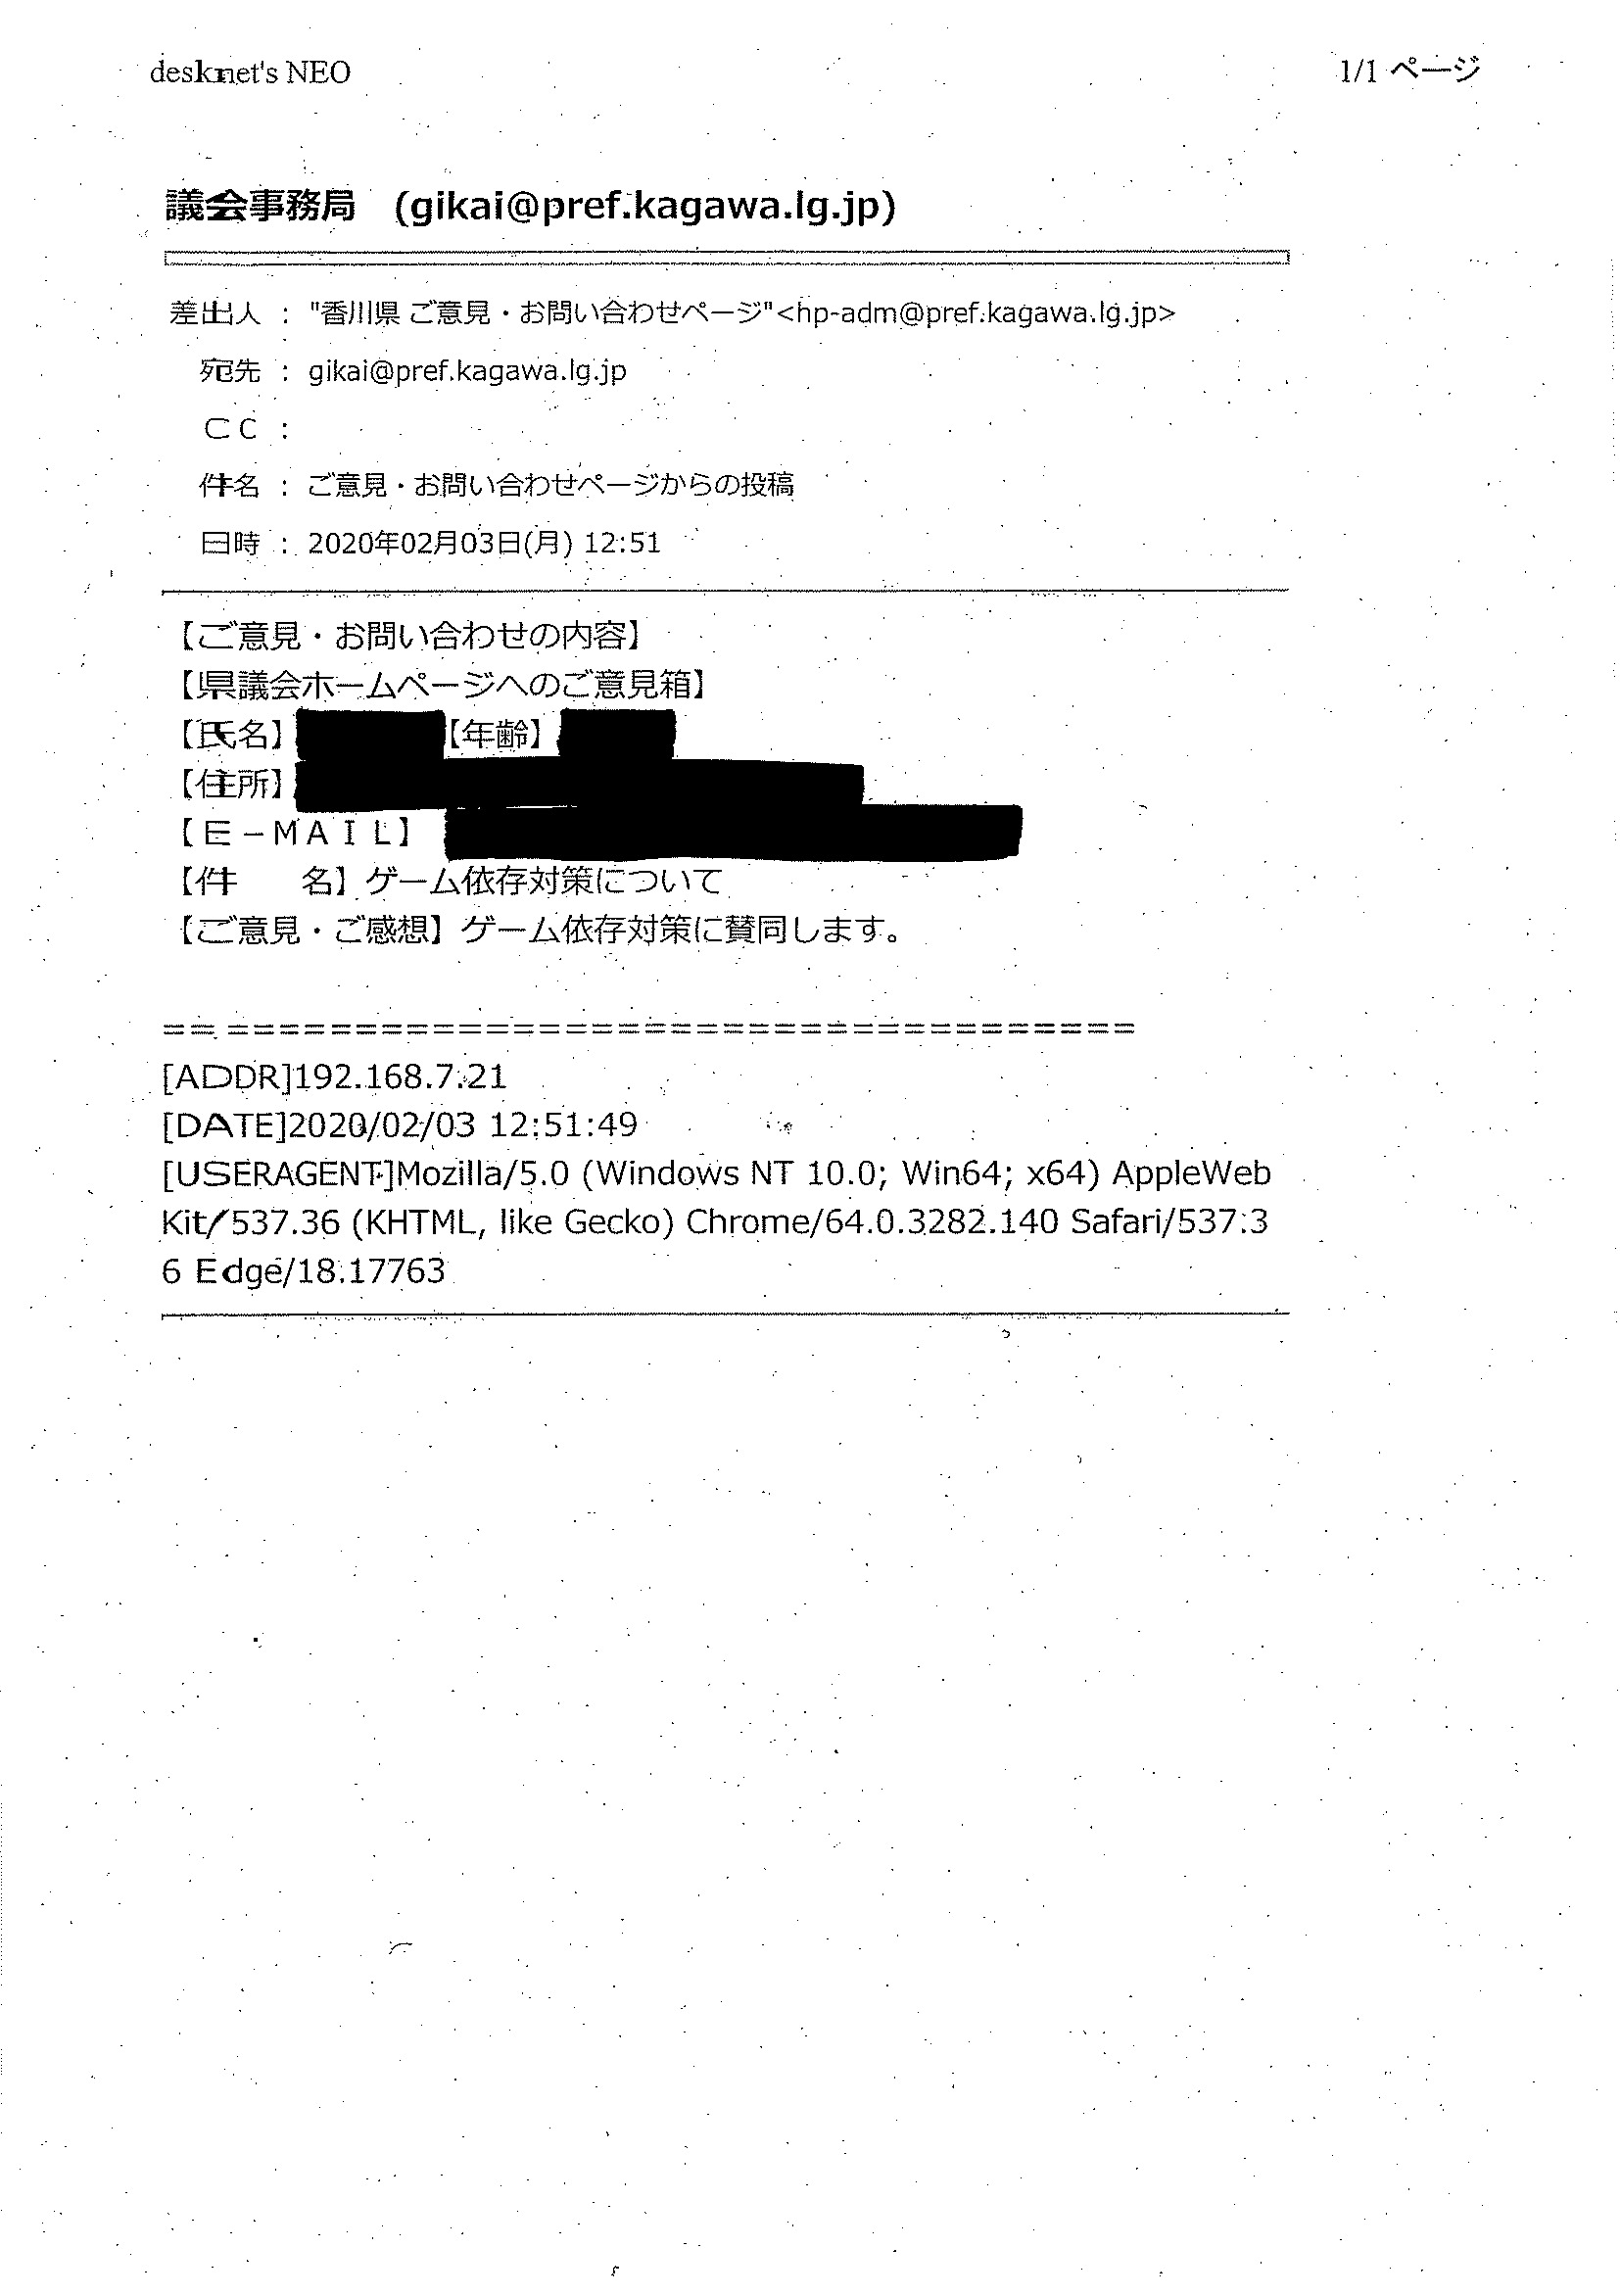 desknet's NEO
1/1 ページ
議会事務局 (gikai@pref.kagawa.lg.jp)
差出人 : "香川県 ご意見・お問い合わせページ"<hp-adm@pref.kagawa.lg.jp>
宛先 : gikai@pref.kagawa.lg.jp
CC :
件名 : ご意見・お問い合わせページからの投稿
日時 : 2020年02月03日(月) 12:51
【ご意見・お問い合わせの内容】
【県議会ホームページへのご意見箱】
【氏名】 【年齢】
【住所】
【E-MAIL】
【件　　名】ゲーム依存対策について
【ご意見・ご感想】ゲーム依存対策に賛同します。
======================================
[ADDR]192.168.7.21
[DATE]2020/02/03 12:51:49
[USERAGENT]Mozilla/5.0 (Windows NT 10.0; Win64; x64) AppleWeb
Kit/537.36 (KHTML, like Gecko) Chrome/64.0.3282.140 Safari/537.3
6 Edge/18.17763